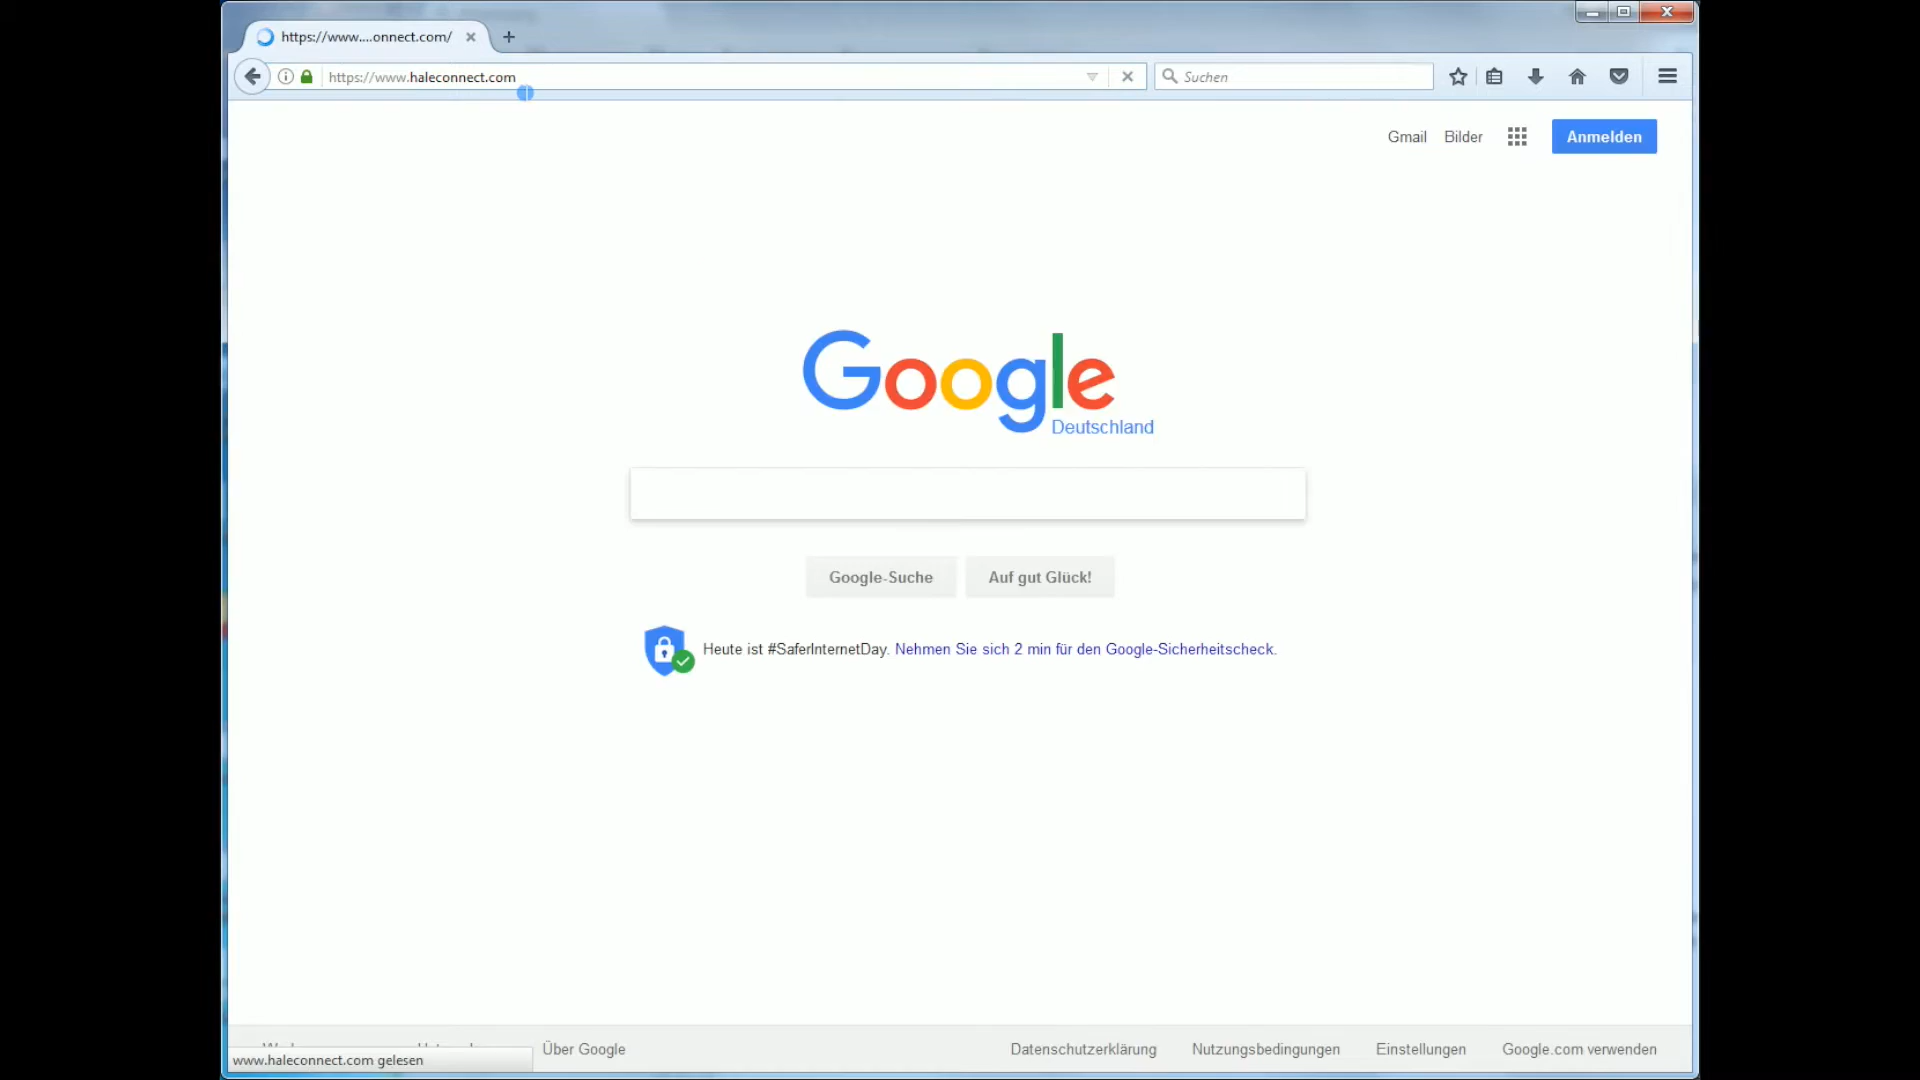 https://www....onnect.com/
https://www.haleconnect.com
Suchen
Gmail Bilder Anmelden
Google
Deutschland
Google-Suche Auf gut Glück!
Heute ist #SaferInternetDay. Nehmen Sie sich 2 min für den Google-Sicherheitscheck.
Über Google Datenschutzerklärung Nutzungsbedingungen Einstellungen Google.com verwenden
www.haleconnect.com gelesen